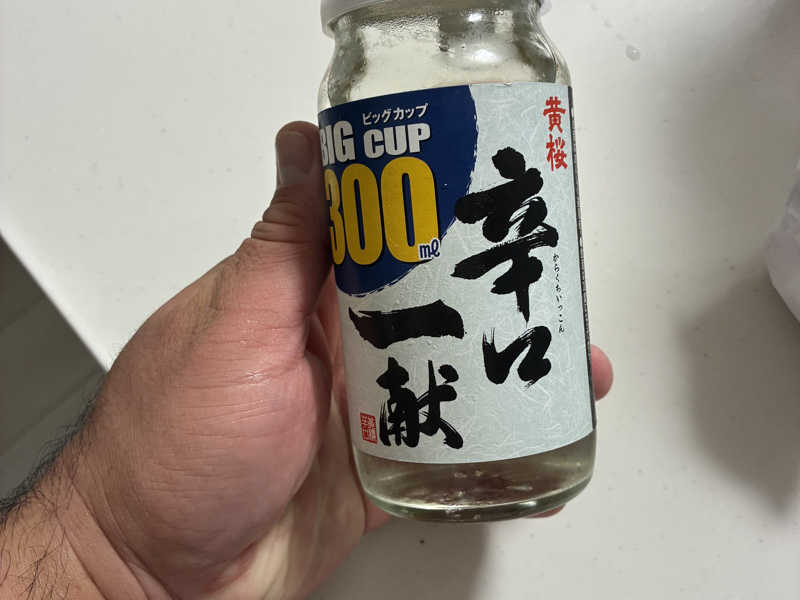 ビッグカップ
BIG CUP
300ml
黄桜
辛口
からくちいっこん
一献